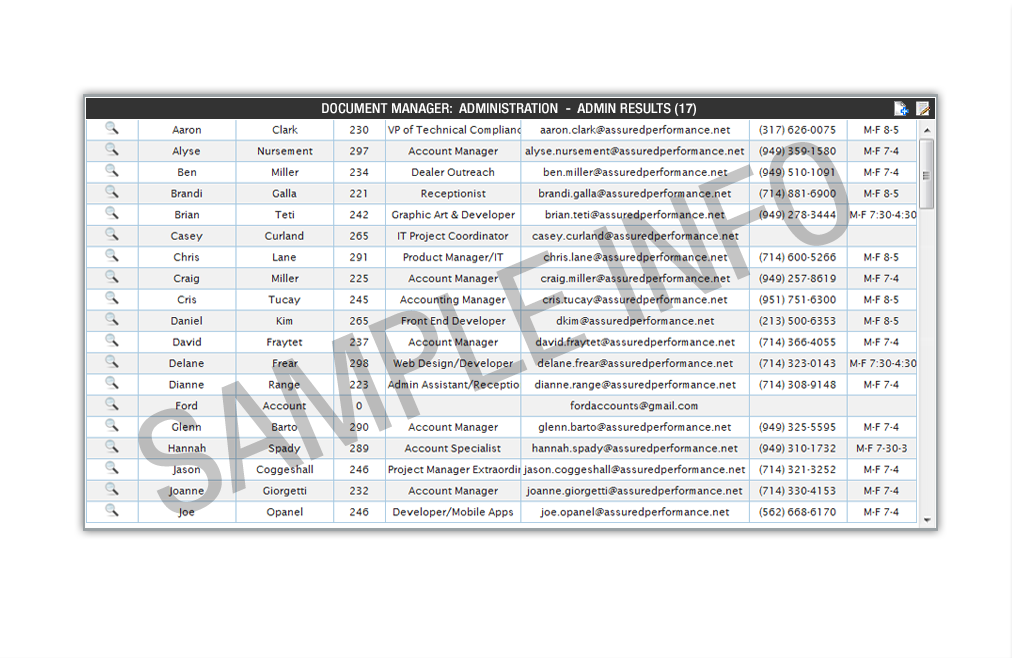 DOCUMENT MANAGER: ADMINISTRATION - ADMIN RESULTS (17)
Aaron Clark 230 VP of Technical Complianc aaron.clark@assuredperformance.net (317) 626-0075 M-F 8-5
Alyse Nursement 297 Account Manager alyse.nursement@assuredperformance.net (949) 359-1580 M-F 7-4
Ben Miller 234 Dealer Outreach ben.miller@assuredperformance.net (949) 510-1091 M-F 7-4
Brandi Galla 221 Receptionist brandi.galla@assuredperformance.net (714) 881-6900 M-F 8-5
Brian Teti 242 Graphic Art & Developer brian.teti@assuredperformance.net (949) 278-3444 M-F 7:30-4:30
Casey Curland 265 IT Project Coordinator casey.curland@assuredperformance.net
Chris Lane 291 Product Manager/IT chris.lane@assuredperformance.net (714) 600-5266 M-F 8-5
Craig Miller 225 Account Manager craig.miller@assuredperformance.net (949) 257-8619 M-F 7-4
Cris Tucay 245 Accounting Manager cris.tucay@assuredperformance.net (951) 751-6300 M-F 8-5
Daniel Kim 265 Front End Developer dkim@assuredperformance.net (213) 500-6353 M-F 8-5
David Fraytet 237 Account Manager david.fraytet@assuredperformance.net (714) 366-4055 M-F 7-4
Delane Frear 298 Web Design/Developer delane.frear@assuredperformance.net (714) 323-0143 M-F 7:30-4:30
Dianne Range 223 Admin Assistant/Receptio dianne.range@assuredperformance.net (714) 308-9148 M-F 7-4
Ford Account 0 fordaccounts@gmail.com
Glenn Barto 290 Account Manager glenn.barto@assuredperformance.net (949) 325-5595 M-F 7-4
Hannah Spady 289 Account Specialist hannah.spady@assuredperformance.net (949) 310-1732 M-F 7-30-3
Jason Coggeshall 246 Project Manager Extraordin jason.coggeshall@assuredperformance.net (714) 321-3252 M-F 7-4
Joanne Giorgetti 232 Account Manager joanne.giorgetti@assuredperformance.net (714) 330-4153 M-F 7-4
Joe Opanel 246 Developer/Mobile Apps joe.opanel@assuredperformance.net (562) 668-6170 M-F 7-4
SAMPLE INFO